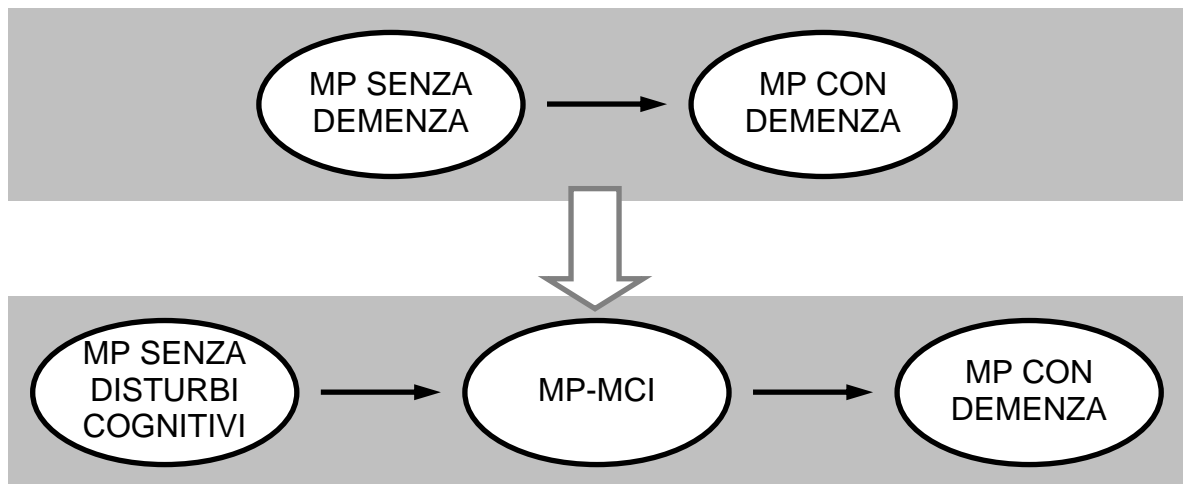 MP SENZA
DEMENZA
MP CON
DEMENZA
MP SENZA
DISTURBI
COGNITIVI
MP-MCI
MP CON
DEMENZA